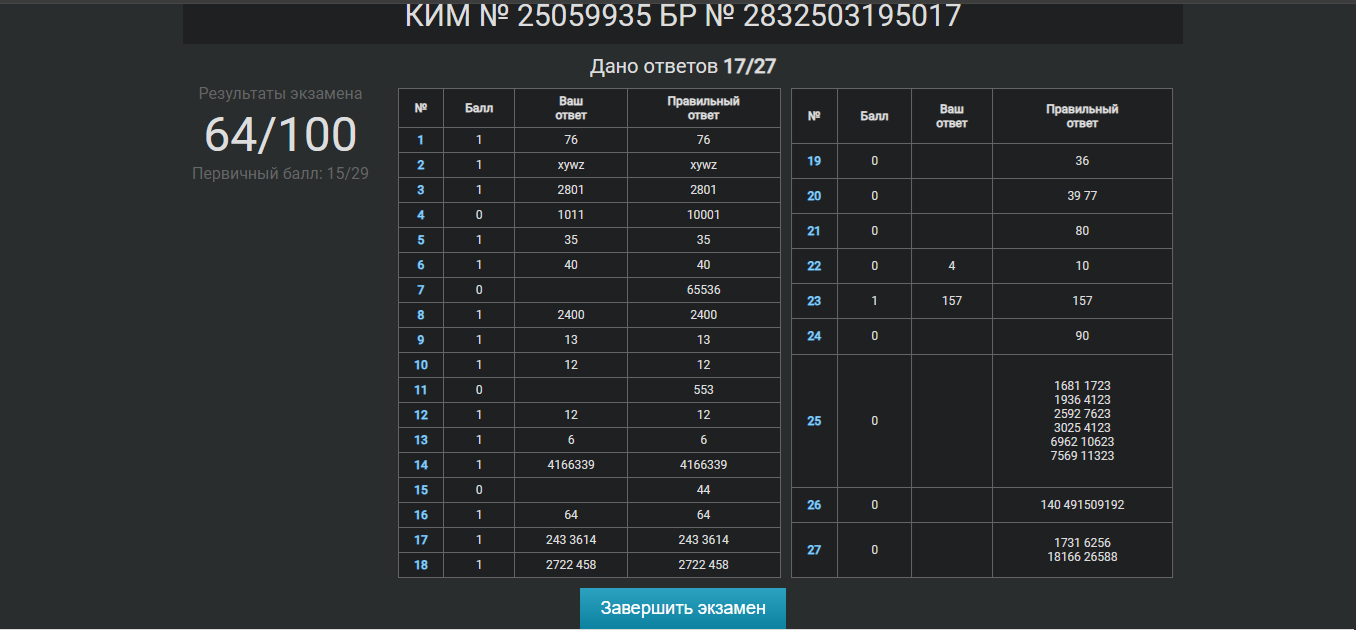 КИМ № 25059935 БР № 2832503195017
Дано ответов 17/27
Результаты экзамена
64/100
Первичный балл: 15/29
№ Балл Ваш ответ Правильный ответ
1 1 76 76
2 1 xywz xywz
3 1 2801 2801
4 0 1011 10001
5 1 35 35
6 1 40 40
7 0 65536
8 1 2400 2400
9 1 13 13
10 1 12 12
11 0 553
12 1 12 12
13 1 6 6
14 1 4166339 4166339
15 0 44
16 1 64 64
17 1 243 3614 243 3614
18 1 2722 458 2722 458
№ Балл Ваш ответ Правильный ответ
19 0 36
20 0 39 77
21 0 80
22 0 4 10
23 1 157 157
24 0 90
25 0 1681 1723
1936 4123
2592 7623
3025 4123
6962 10623
7569 11323
26 0 140 491509192
27 0 1731 6256
18166 26588
Завершить экзамен